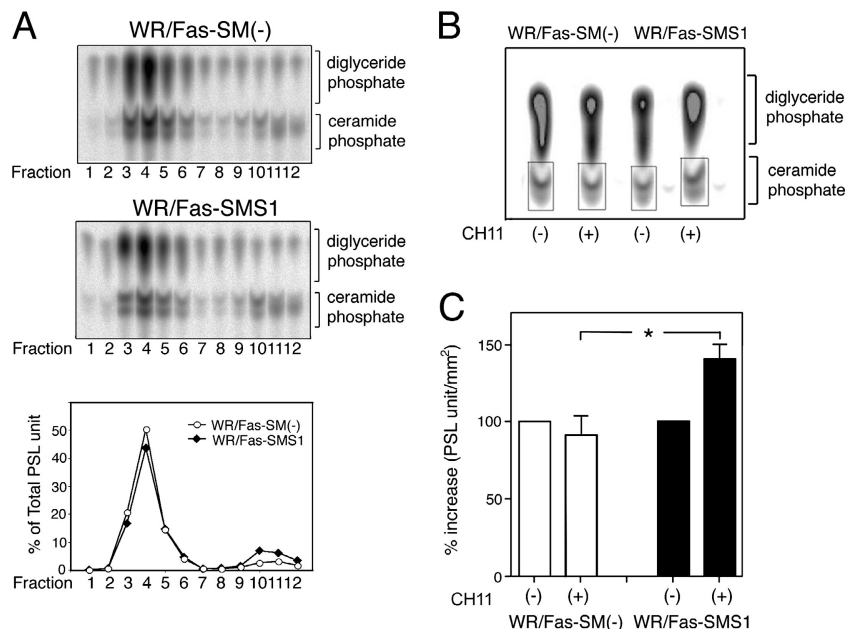 A
WR/Fas-SM(-)
diglyceride
phosphate
ceramide
phosphate
Fraction 1 2 3 4 5 6 7 8 9 10 11 12
WR/Fas-SMS1
diglyceride
phosphate
ceramide
phosphate
Fraction 1 2 3 4 5 6 7 8 9 10 11 12
% of Total PSL unit
50
40
30
20
10
0
WR/Fas-SM(-)
WR/Fas-SMS1
Fraction 1 2 3 4 5 6 7 8 9 10 11 12
B
WR/Fas-SM(-) WR/Fas-SMS1
diglyceride
phosphate
ceramide
phosphate
CH11 (-) (+) (-) (+)
C
% increase (PSL unit/mm²)
150
100
50
0
*
CH11 (-) (+) (-) (+)
WR/Fas-SM(-) WR/Fas-SMS1